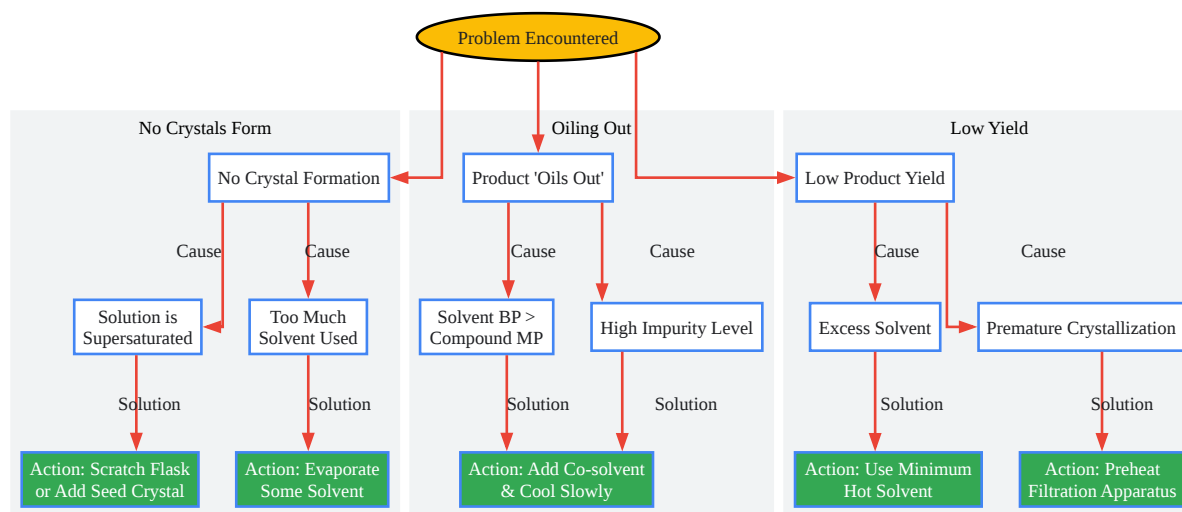 Problem Encountered
No Crystals Form
Oiling Out
Low Yield
No Crystal Formation
Product 'Oils Out'
Low Product Yield
Cause
Cause
Cause
Cause
Cause
Cause
Solution is
Supersaturated
Too Much
Solvent Used
Solvent BP >
Compound MP
High Impurity Level
Excess Solvent
Premature Crystallization
Solution
Solution
Solution
Solution
Solution
Solution
Action: Scratch Flask
or Add Seed Crystal
Action: Evaporate
Some Solvent
Action: Add Co-solvent
& Cool Slowly
Action: Use Minimum
Hot Solvent
Action: Preheat
Filtration Apparatus